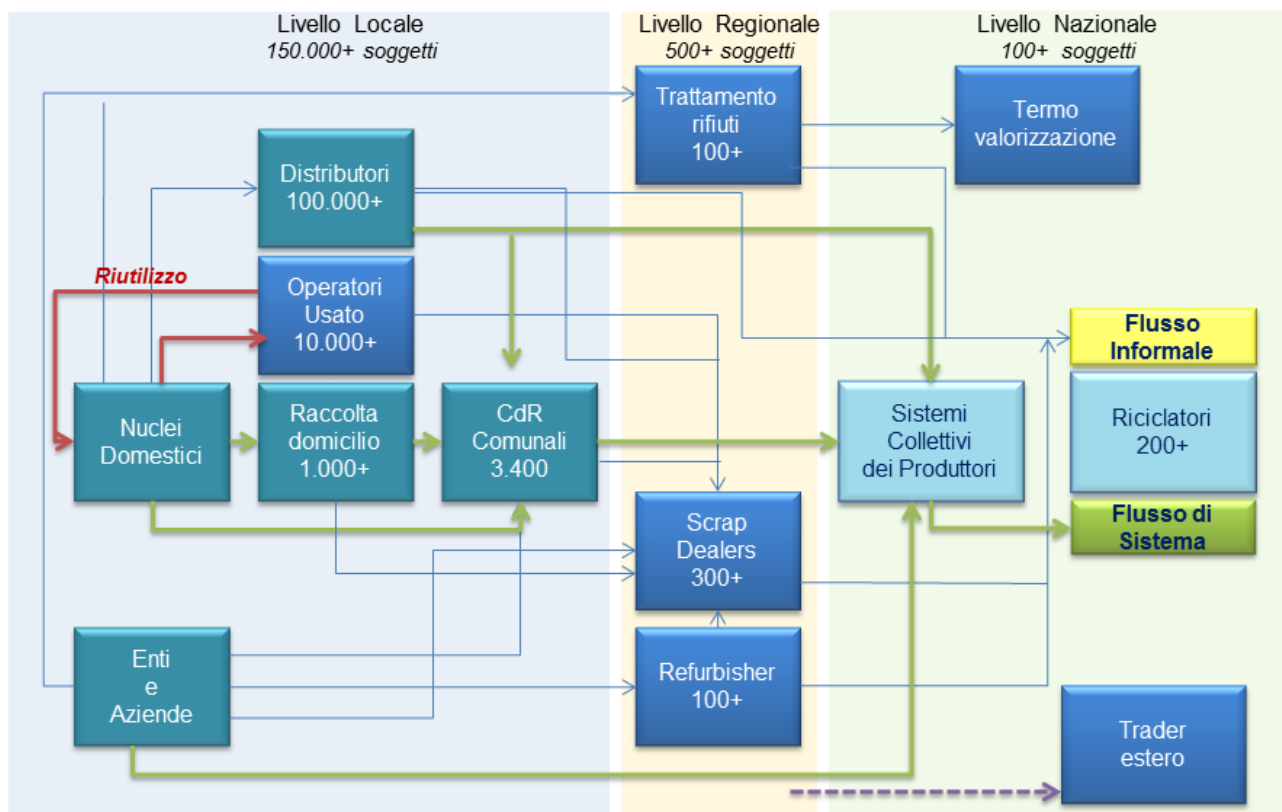 Livello Locale
150.000+ soggetti
Livello Regionale
500+ soggetti
Livello Nazionale
100+ soggetti
Trattamento
rifiuti
100+
Termo
valorizzazione
Distributori
100.000+
Riutilizzo
Operatori
Usato
10.000+
Flusso
Informale
Nuclei
Domestici
Raccolta
domicilio
1.000+
CdR
Comunali
3.400
Sistemi
Collettivi
dei Produttori
Riciclatori
200+
Scrap
Dealers
300+
Flusso di
Sistema
Enti
e
Aziende
Refurbisher
100+
Trader
estero